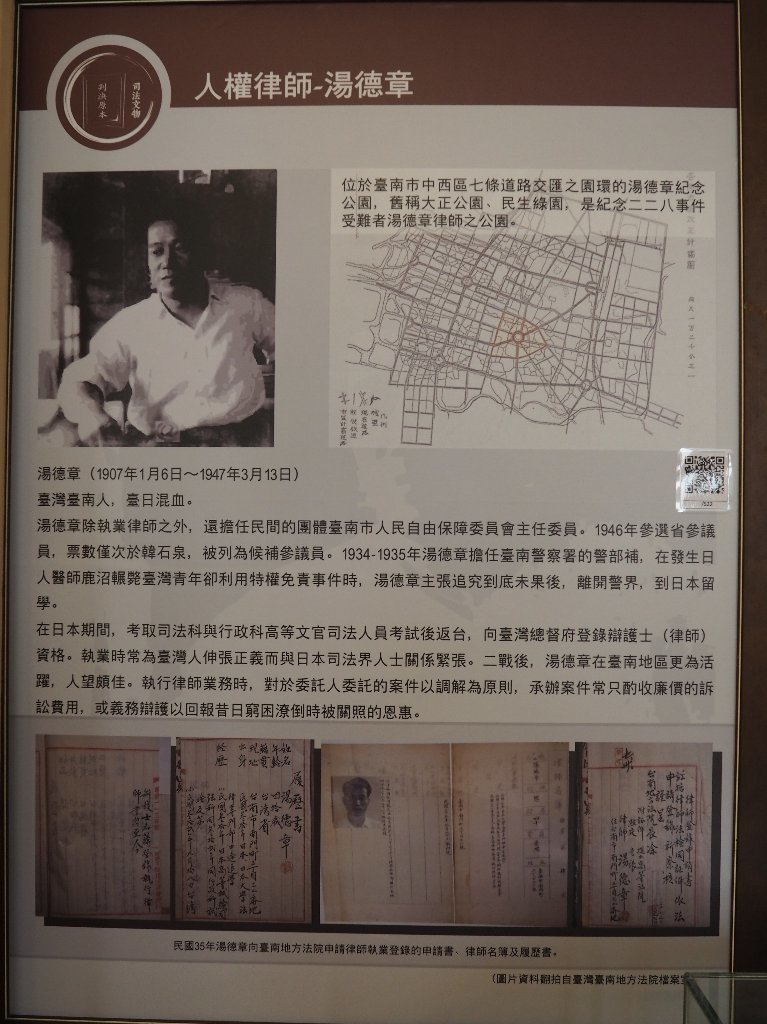 司法文物
判決原本
人權律師-湯德章
位於臺南市中西區七條道路交匯之園環的湯德章紀念
公園，舊稱大正公園、民生綠園，是紀念二二八事件
受難者湯德章律師之公園。
湯德章（1907年1月6日～1947年3月13日）
臺灣臺南人，臺日混血。
湯德章除執業律師之外，還擔任民間的團體臺南市人民自由保障委員會主任委員。1946年參選省參議
員，票數僅次於韓石泉，被列為候補參議員。1934-1935年湯德章擔任臺南警察署的警部補，在發生日
人醫師鹿沼輾斃臺灣青年卻利用特權免責事件時，湯德章主張追究到底未果後，離開警界，到日本留
學。
在日本期間，考取司法科與行政科高等文官司法人員考試後返台，向臺灣總督府登錄辯護士（律師）
資格。執業時常為臺灣人伸張正義而與日本司法界人士關係緊張。二戰後，湯德章在臺南地區更為活
躍，人望頗佳。執行律師業務時，對於委託人委託的案件以調解為原則，承辦案件常只酌收廉價的訴
訟費用，或義務辯護以回報昔日窮困潦倒時被關照的恩惠。
履歷書
姓名 湯德章
律師登錄申請書
民國35年湯德章向臺南地方法院申請律師執業登錄的申請書、律師名簿及履歷書。
（圖片資料翻拍自臺灣臺南地方法院檔案室